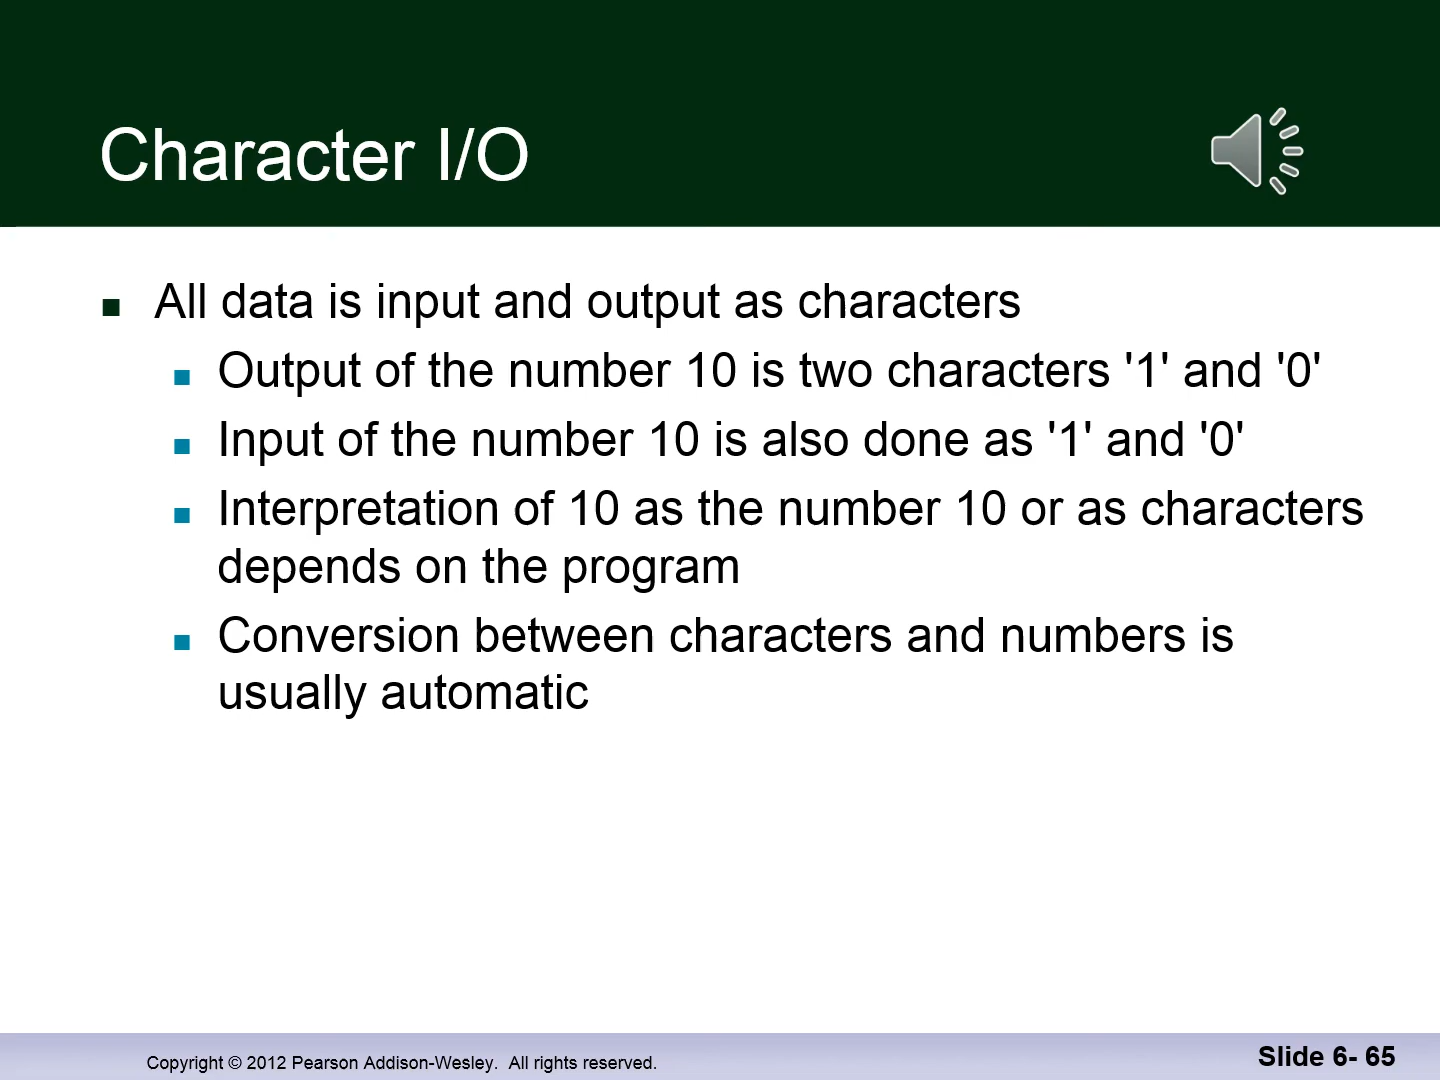 Character I/O
All data is input and output as characters
Output of the number 10 is two characters '1' and '0'
Input of the number 10 is also done as '1' and '0'
Interpretation of 10 as the number 10 or as characters
depends on the program
Conversion between characters and numbers is
usually automatic
Copyright © 2012 Pearson Addison-Wesley.  All rights reserved.
Slide 6- 65